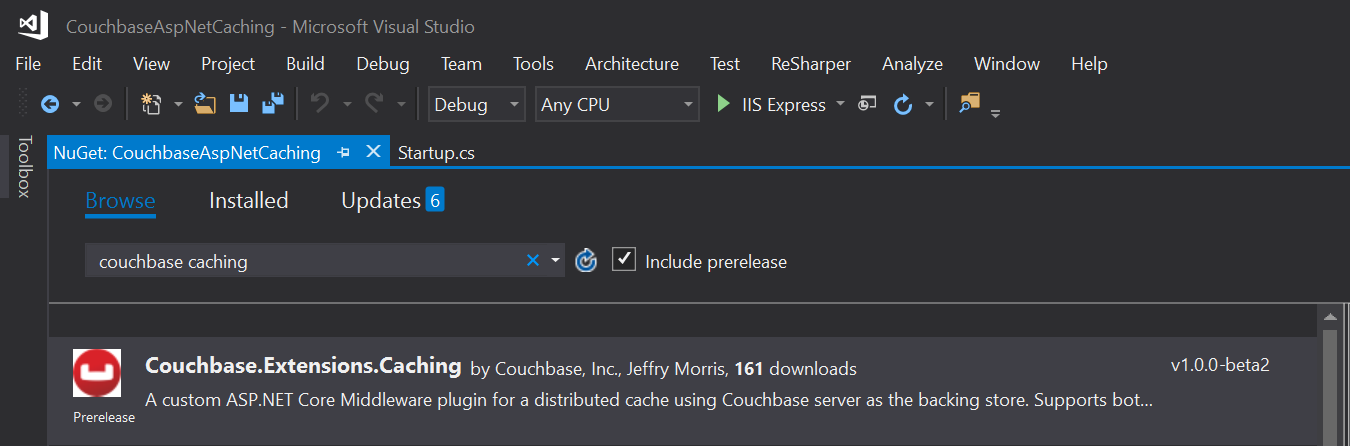 CouchbaseAspNetCaching - Microsoft Visual Studio
File Edit View Project Build Debug Team Tools Architecture Test ReSharper Analyze Window Help
Debug Any CPU IIS Express
Toolbox
NuGet: CouchbaseAspNetCaching Startup.cs
Browse Installed Updates 6
couchbase caching Include prerelease
Couchbase.Extensions.Caching by Couchbase, Inc., Jeffry Morris, 161 downloads v1.0.0-beta2
A custom ASP.NET Core Middleware plugin for a distributed cache using Couchbase server as the backing store. Supports bot...
Prerelease